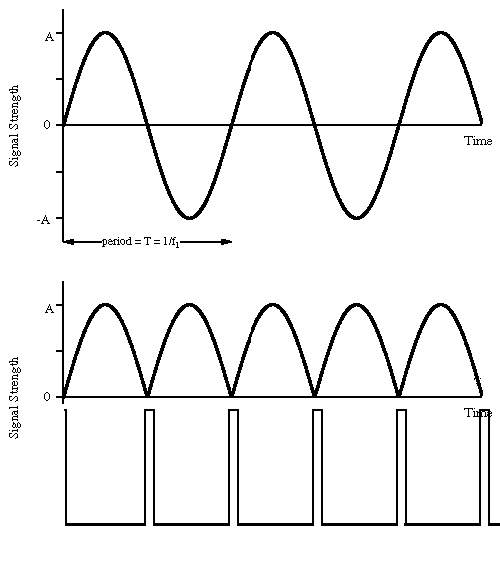 A
Signal Strength
0
Time
-A
period = T = 1/f1
A
Signal Strength
0
Time